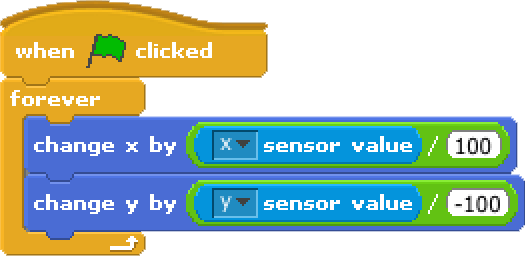 when clicked
forever
change x by x sensor value / 100
change y by y sensor value / -100